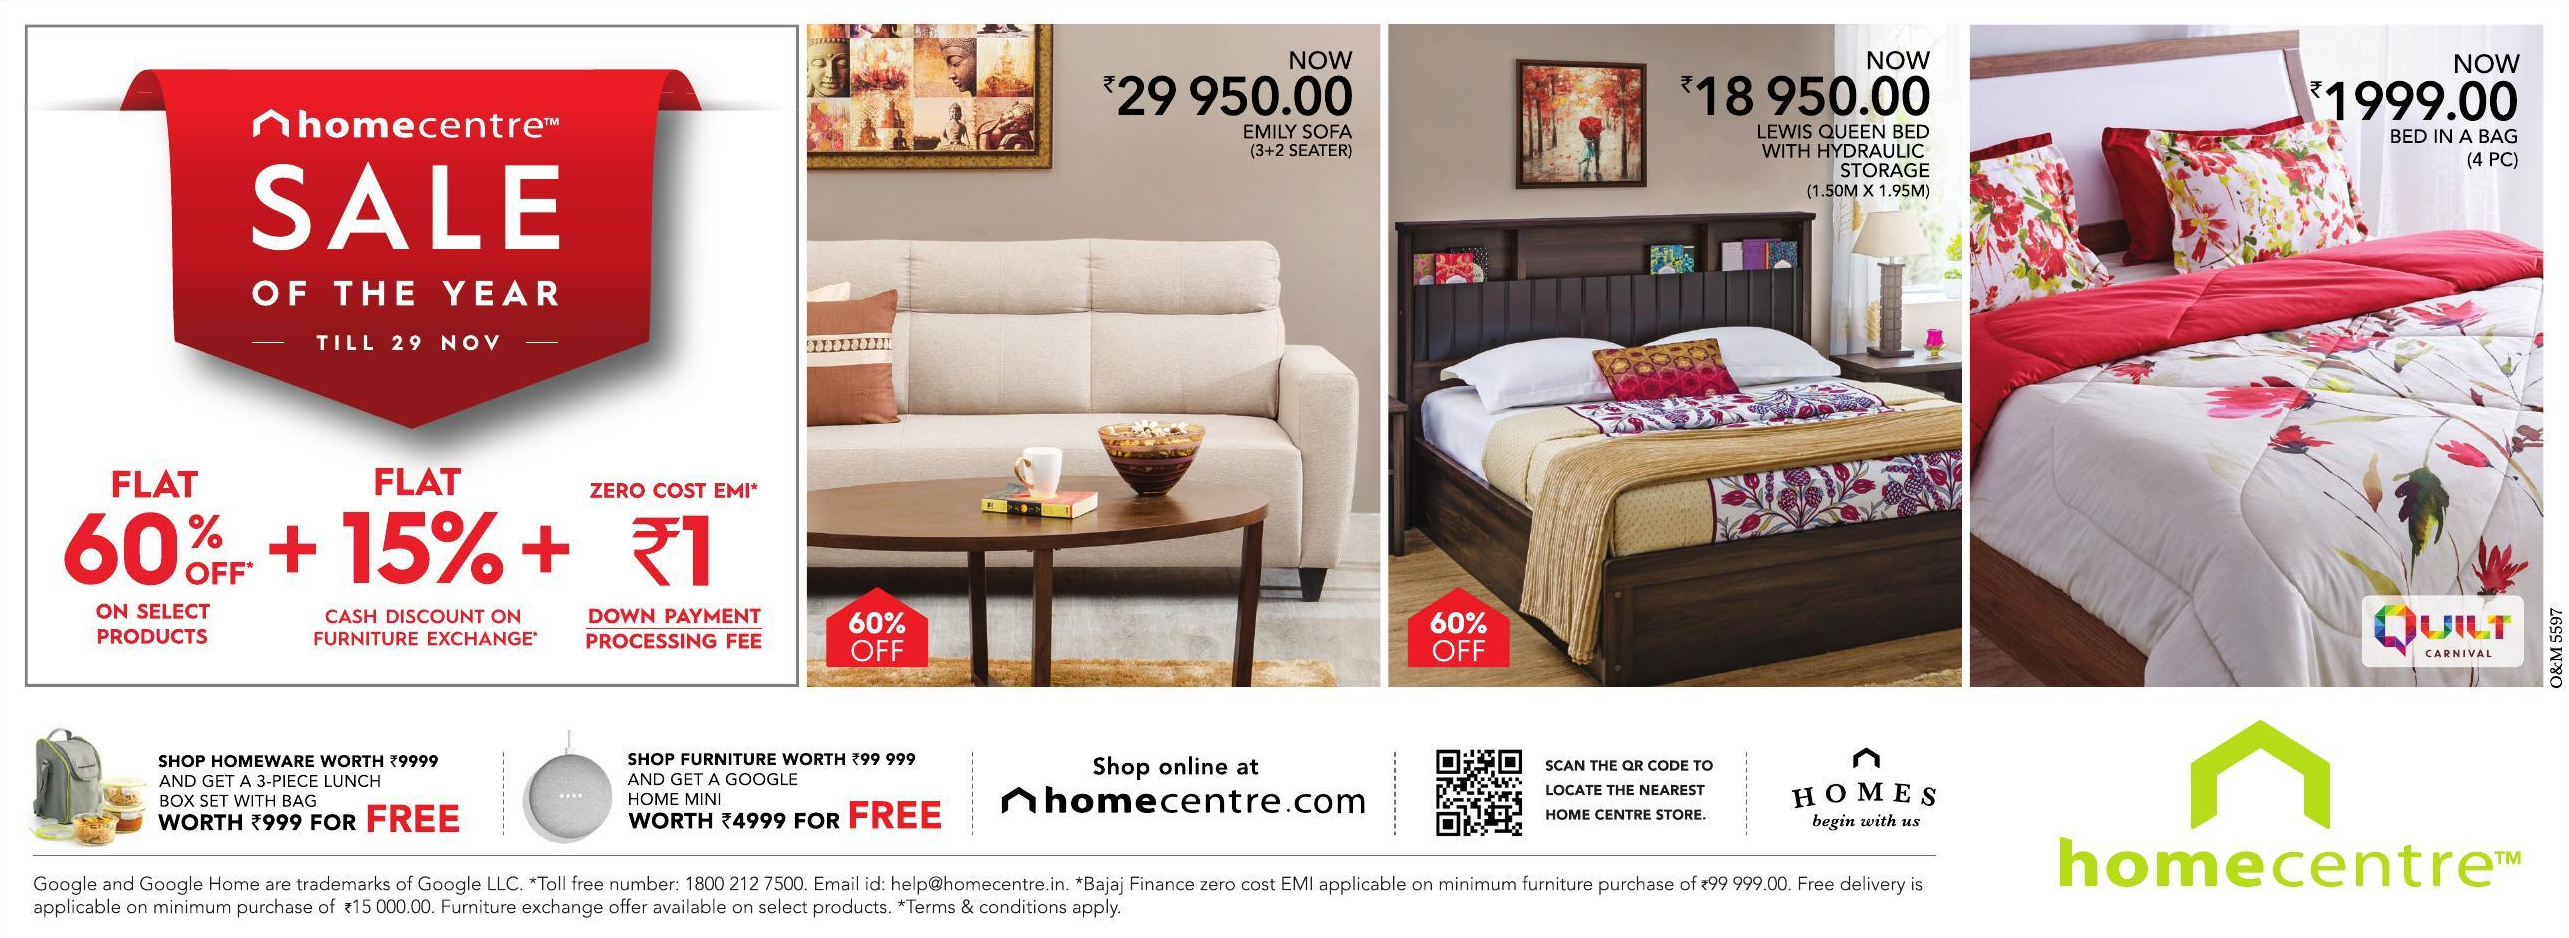 homecentre™
SALE
OF THE YEAR
TILL 29 NOV
FLAT
60% OFF*
ON SELECT
PRODUCTS
+
FLAT
15%
CASH DISCOUNT ON
FURNITURE EXCHANGE*
+
ZERO COST EMI*
₹1
DOWN PAYMENT
PROCESSING FEE
NOW
₹29 950.00
EMILY SOFA
(3+2 SEATER)
60%
OFF
NOW
₹18 950.00
LEWIS QUEEN BED
WITH HYDRAULIC
STORAGE
(1.50M X 1.95M)
60%
OFF
NOW
₹1999.00
BED IN A BAG
(4 PC)
QUILT
CARNIVAL
O&M 5597
SHOP HOMEWARE WORTH ₹9999
AND GET A 3-PIECE LUNCH
BOX SET WITH BAG
WORTH ₹999 FOR FREE
SHOP FURNITURE WORTH ₹99 999
AND GET A GOOGLE
HOME MINI
WORTH ₹4999 FOR FREE
Shop online at
homecentre.com
SCAN THE QR CODE TO
LOCATE THE NEAREST
HOME CENTRE STORE.
HOMES
begin with us
homecentre™
Google and Google Home are trademarks of Google LLC. *Toll free number: 1800 212 7500. Email id: help@homecentre.in. *Bajaj Finance zero cost EMI applicable on minimum furniture purchase of ₹99 999.00. Free delivery is
applicable on minimum purchase of ₹15 000.00. Furniture exchange offer available on select products. *Terms & conditions apply.